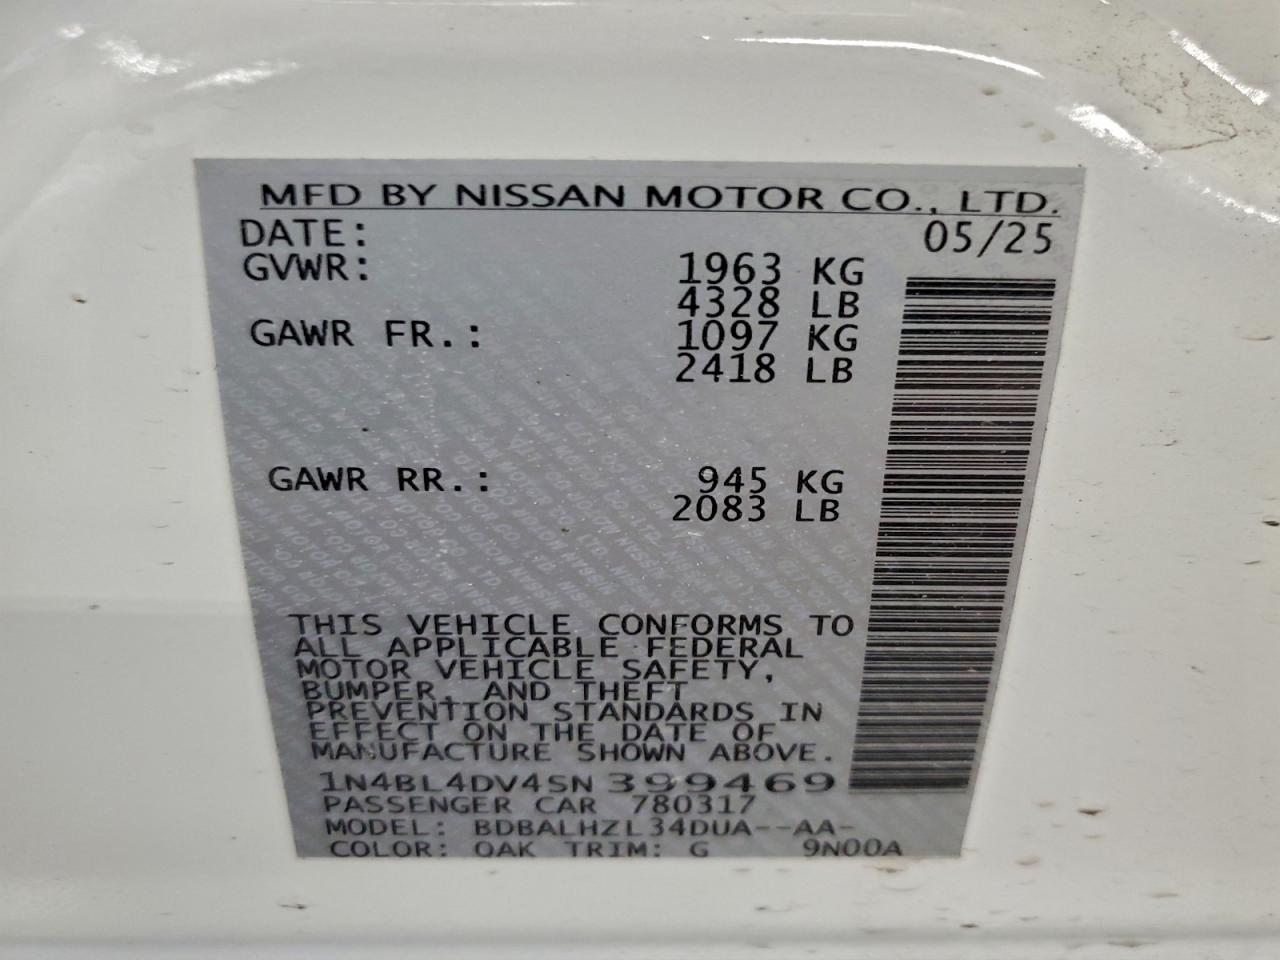 MFD BY NISSAN MOTOR CO., LTD.
DATE: 05/25
GVWR: 1963 KG
4328 LB
GAWR FR.: 1097 KG
2418 LB
GAWR RR.: 945 KG
2083 LB
THIS VEHICLE CONFORMS TO
ALL APPLICABLE FEDERAL
MOTOR VEHICLE SAFETY,
BUMPER, AND THEFT
PREVENTION STANDARDS IN
EFFECT ON THE DATE OF
MANUFACTURE SHOWN ABOVE.
1N4BL4DV4SN399469
PASSENGER CAR 780317
MODEL: BDBALHZL34DUA--AA-
COLOR: QAK TRIM: G 9N00A